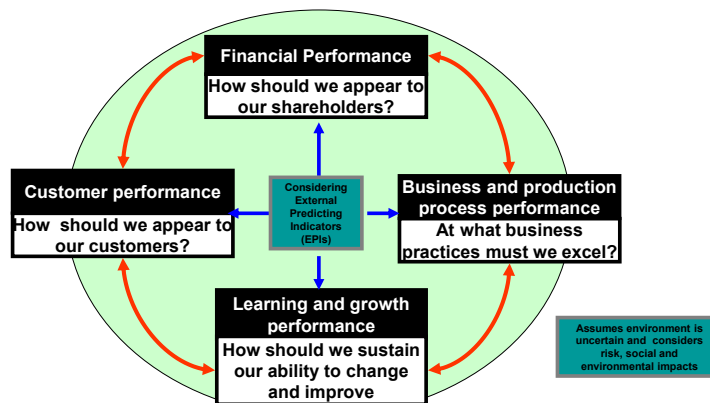 Financial Performance
How should we appear to
our shareholders?
Customer performance
How should we appear to
our customers?
Considering
External
Predicting
Indicators
(EPIs)
Business and production
process performance
At what business
practices must we excel?
Learning and growth
performance
How should we sustain
our ability to change
and improve
Assumes environment is
uncertain and considers
risk, social and
environmental impacts